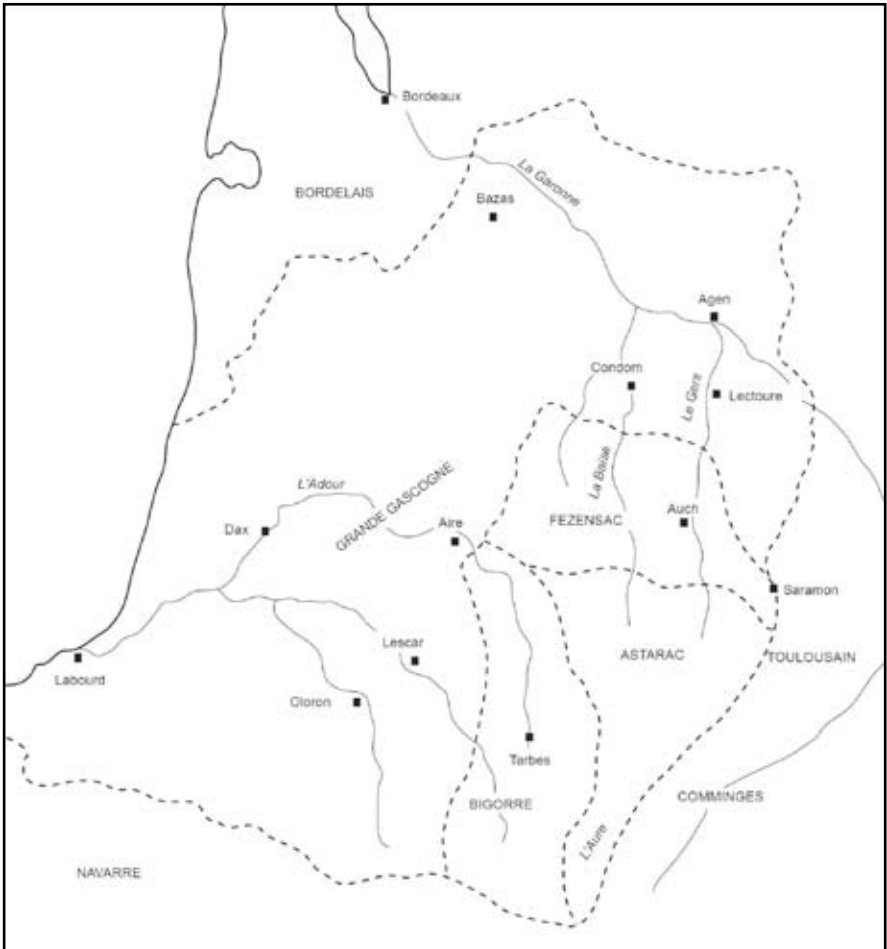 Bordeaux
La Garonne
BORDELAIS
Bazas
Agen
Condom
Le Gers
Lectoure
La Baïse
GRANDE GASCOGNE
L'Adour
Auch
FEZENSAC
Aire
Dax
Saramon
Lescar
ASTARAC
TOULOUSAIN
Labourd
Oloron
Tarbes
COMMINGES
BIGORRE
L'Aure
NAVARRE